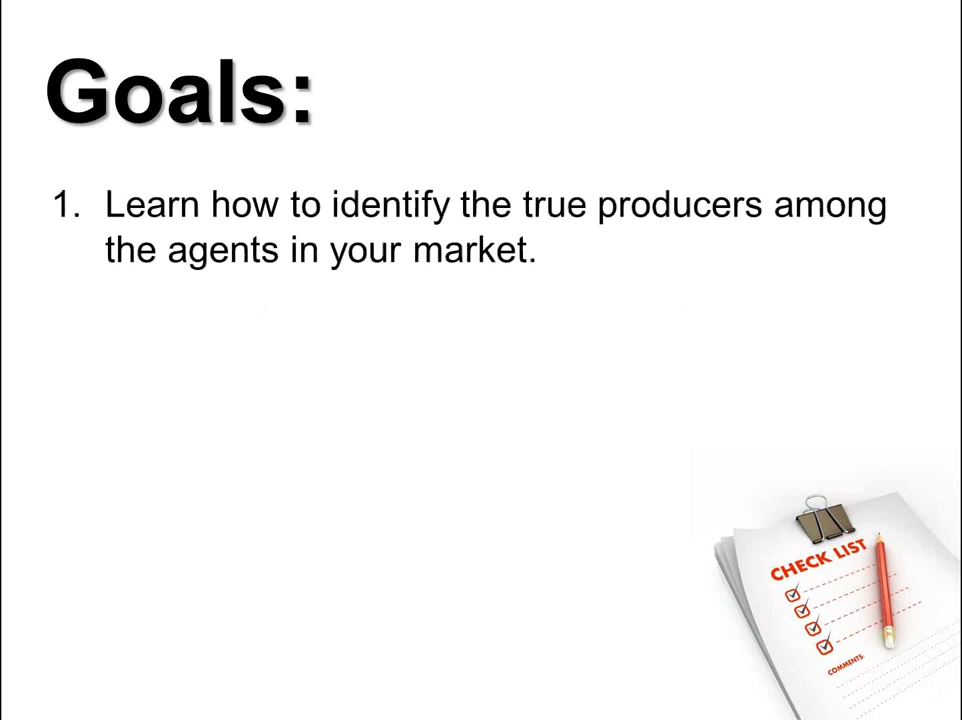 Goals:
1. Learn how to identify the true producers among
the agents in your market.
CHECK LIST
COMMENTS: